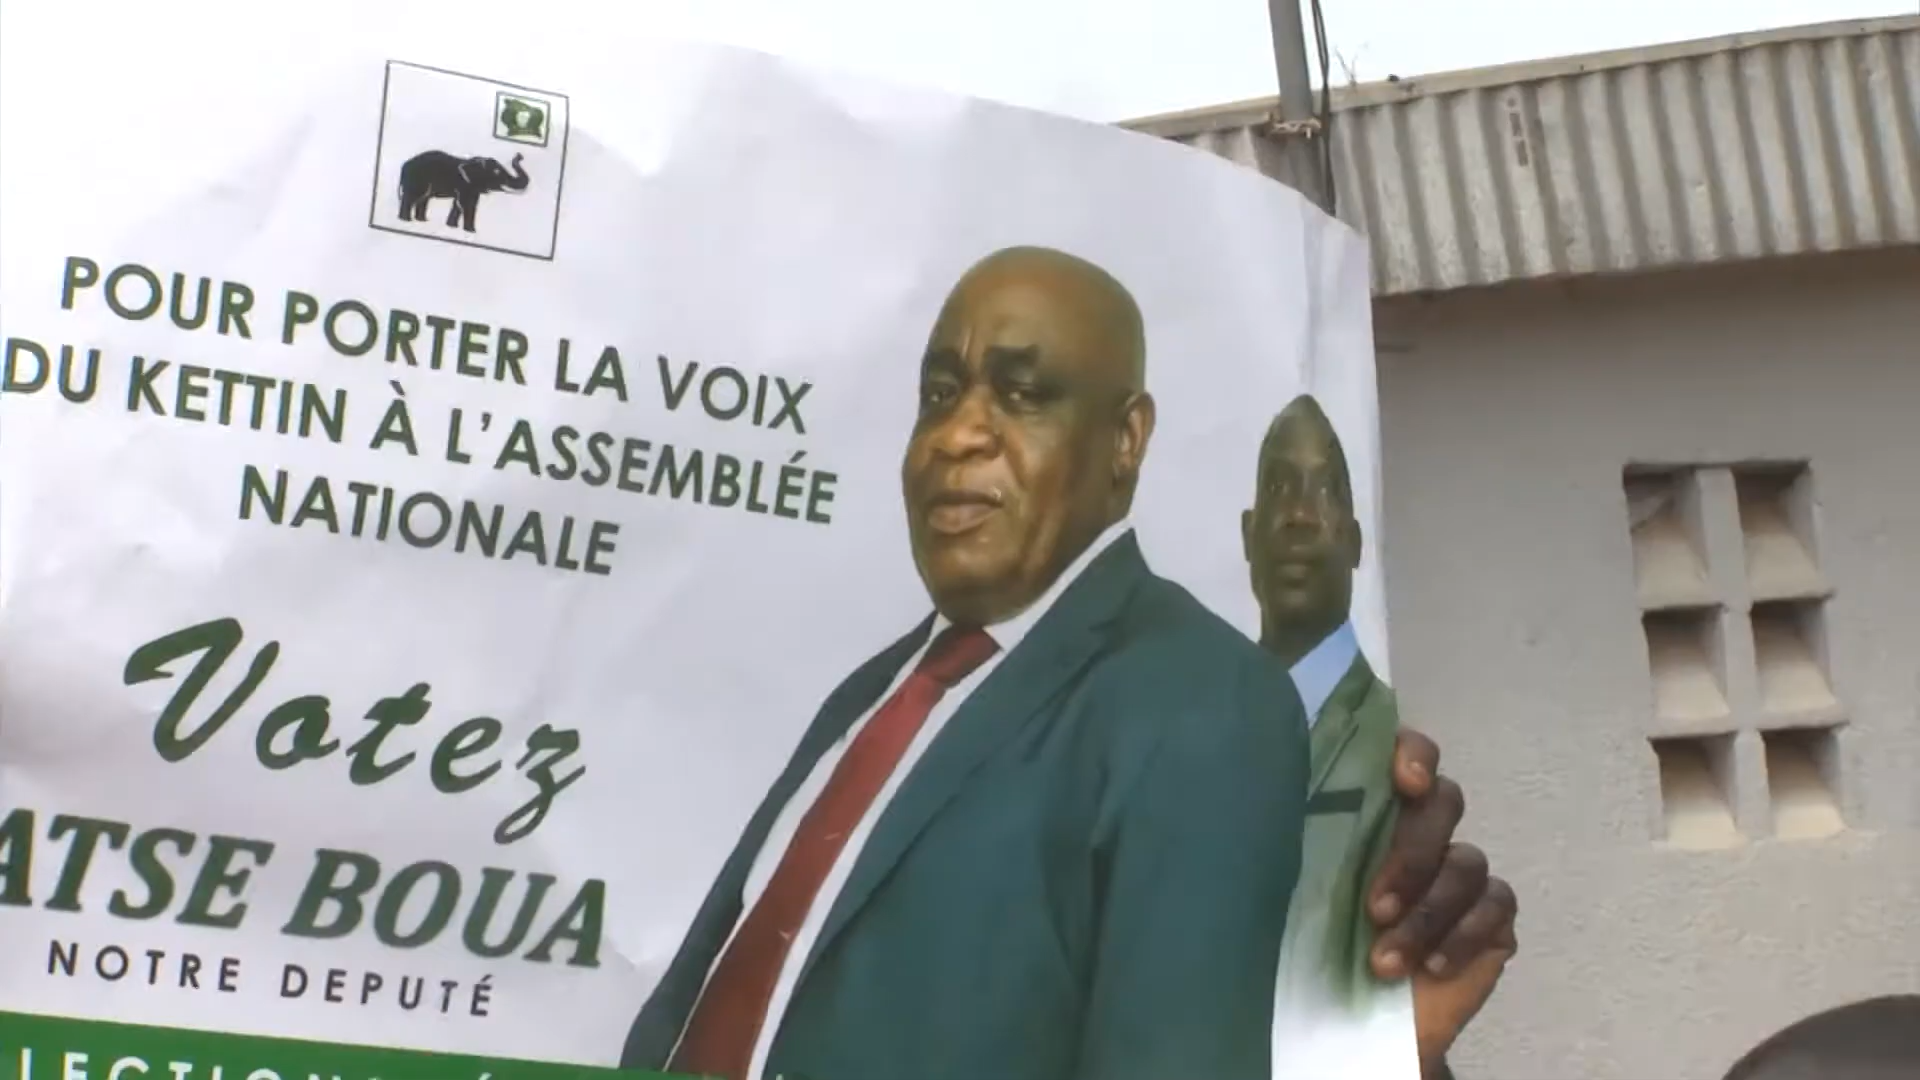 POUR PORTER LA VOIX
DU KETTIN À L'ASSEMBLÉE
NATIONALE
Votez
ATSE BOUA
NOTRE DEPUTÉ